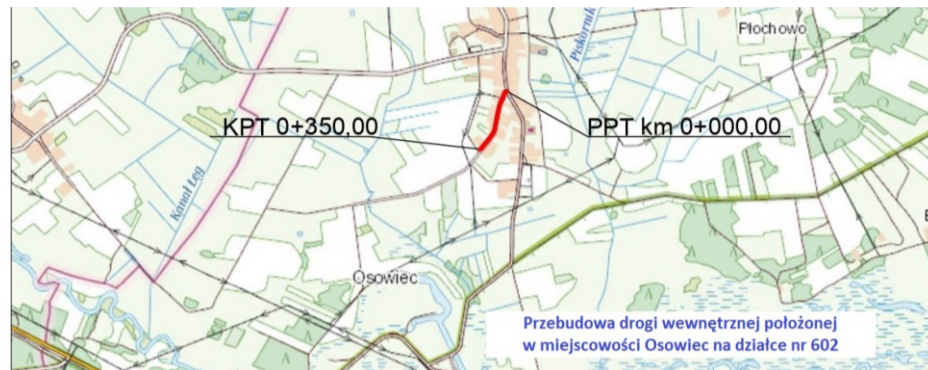 Płochowo
Piskornik
KPT 0+350,00
PPT km 0+000,00
Kanał Łęg
Osowiec
Przebudowa drogi wewnętrznej położonej
w miejscowości Osowiec na działce nr 602